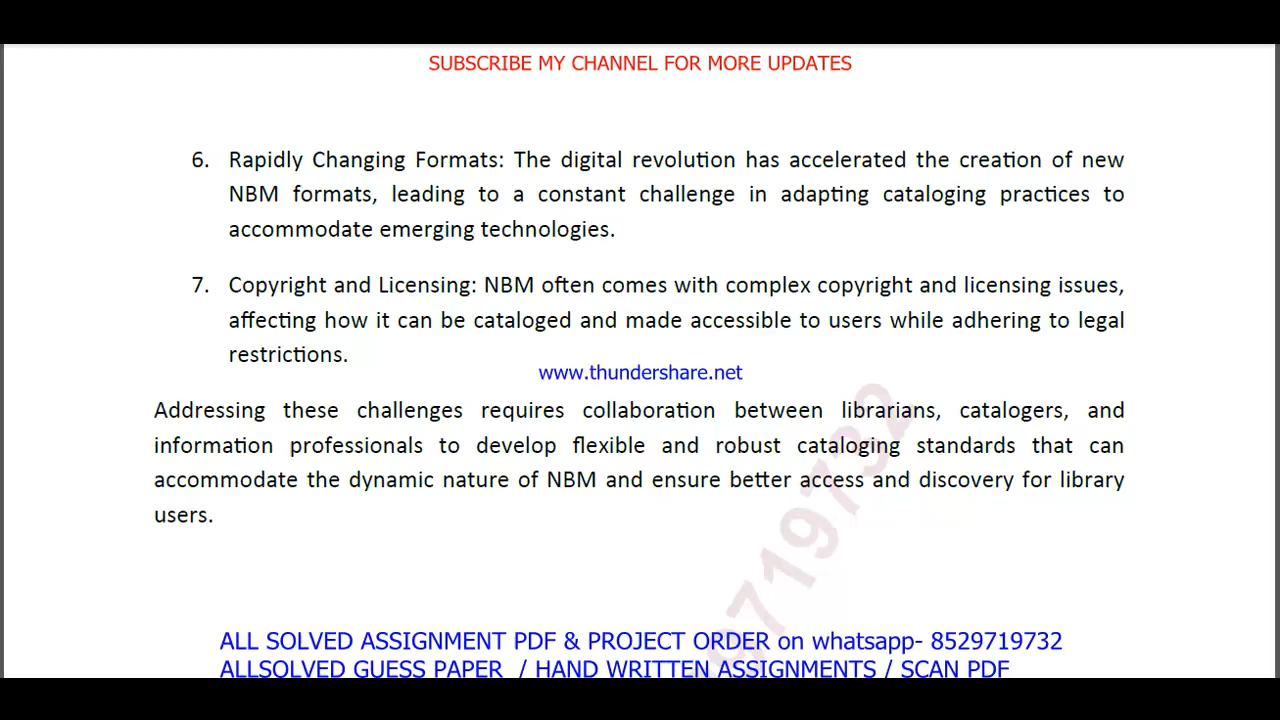 SUBSCRIBE MY CHANNEL FOR MORE UPDATES
6. Rapidly Changing Formats: The digital revolution has accelerated the creation of new
NBM formats, leading to a constant challenge in adapting cataloging practices to
accommodate emerging technologies.
7. Copyright and Licensing: NBM often comes with complex copyright and licensing issues,
affecting how it can be cataloged and made accessible to users while adhering to legal
restrictions.
www.thundershare.net
Addressing these challenges requires collaboration between librarians, catalogers, and
information professionals to develop flexible and robust cataloging standards that can
accommodate the dynamic nature of NBM and ensure better access and discovery for library
users.
9719732
ALL SOLVED ASSIGNMENT PDF & PROJECT ORDER on whatsapp- 8529719732
ALLSOLVED GUESS PAPER / HAND WRITTEN ASSIGNMENTS / SCAN PDF